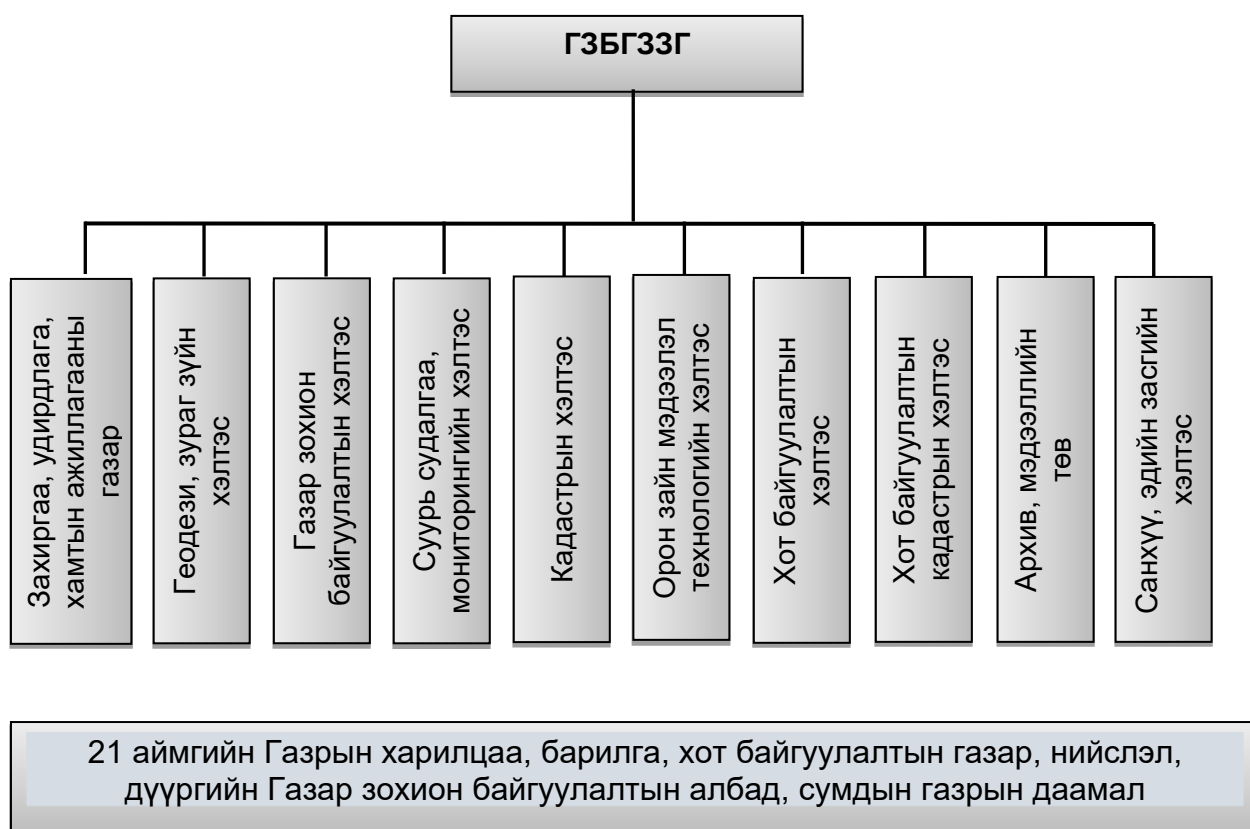 ГЗБГЗЗГ
Захиргаа, удирдлага,
хамтын ажиллагааны
газар
Геодези, зураг зүйн
хэлтэс
Газар зохион
байгуулалтын хэлтэс
Суурь судалгаа,
мониторингийн хэлтэс
Кадастрын хэлтэс
Орон зайн мэдээлэл
технологийн хэлтэс
Хот байгуулалтын
хэлтэс
Хот байгуулалтын
кадастрын хэлтэс
Архив, мэдээллийн
төв
Санхүү, эдийн засгийн
хэлтэс
21 аймгийн Газрын харилцаа, барилга, хот байгуулалтын газар, нийслэл,
дүүргийн Газар зохион байгуулалтын албад, сумдын газрын даамал